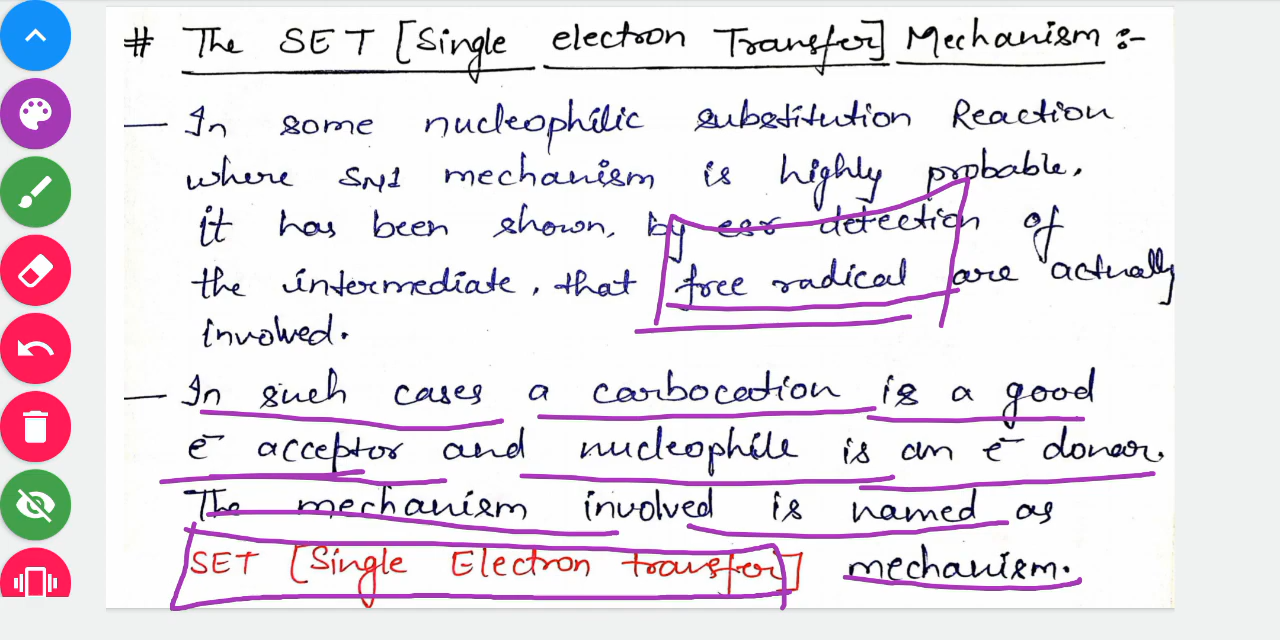 # The SET [Single electron Transfer] Mechanism :-
— In some nucleophilic substitution Reaction
where SN1 mechanism is highly probable,
it has been shown, by esr detection of
the intermediate, that free radical are actually
involved.
— In such cases a carbocation is a good
e⁻ acceptor and nucleophile is an e⁻ donor.
The mechanism involved is named as
SET [Single Electron transfer] mechanism.